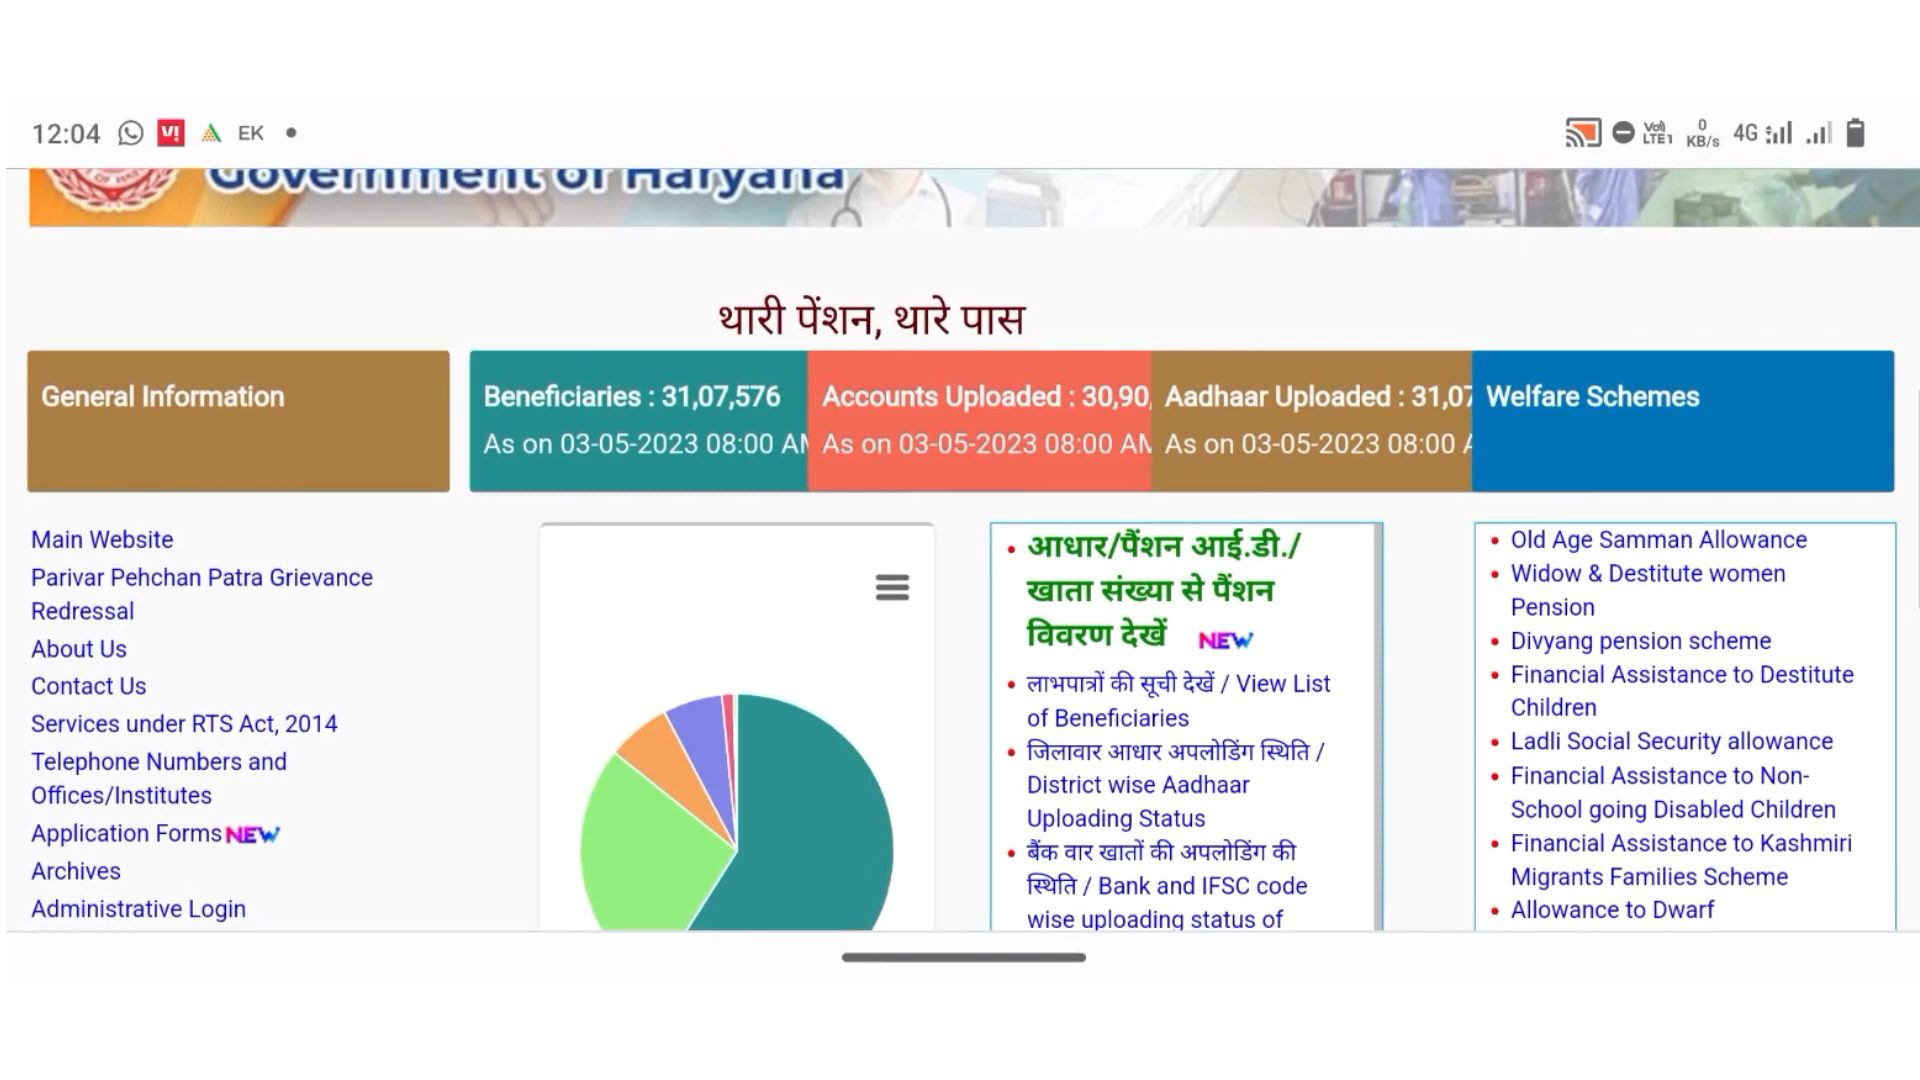 12:04 V! EK
Voll LTE1 0 KB/s 4G
Government of Haryana
थारी पेंशन, थारे पास
General Information
Beneficiaries : 31,07,576
As on 03-05-2023 08:00 AM
Accounts Uploaded : 30,90,
As on 03-05-2023 08:00 AM
Aadhaar Uploaded : 31,07
As on 03-05-2023 08:00 A
Welfare Schemes
Main Website
Parivar Pehchan Patra Grievance
Redressal
About Us
Contact Us
Services under RTS Act, 2014
Telephone Numbers and
Offices/Institutes
Application Forms NEW
Archives
Administrative Login
आधार/पैंशन आई.डी./
खाता संख्या से पैंशन
विवरण देखें NEW
लाभपात्रों की सूची देखें / View List
of Beneficiaries
जिलावार आधार अपलोडिंग स्थिति /
District wise Aadhaar
Uploading Status
बैंक वार खातों की अपलोडिंग की
स्थिति / Bank and IFSC code
wise uploading status of
Old Age Samman Allowance
Widow & Destitute women
Pension
Divyang pension scheme
Financial Assistance to Destitute
Children
Ladli Social Security allowance
Financial Assistance to Non-
School going Disabled Children
Financial Assistance to Kashmiri
Migrants Families Scheme
Allowance to Dwarf